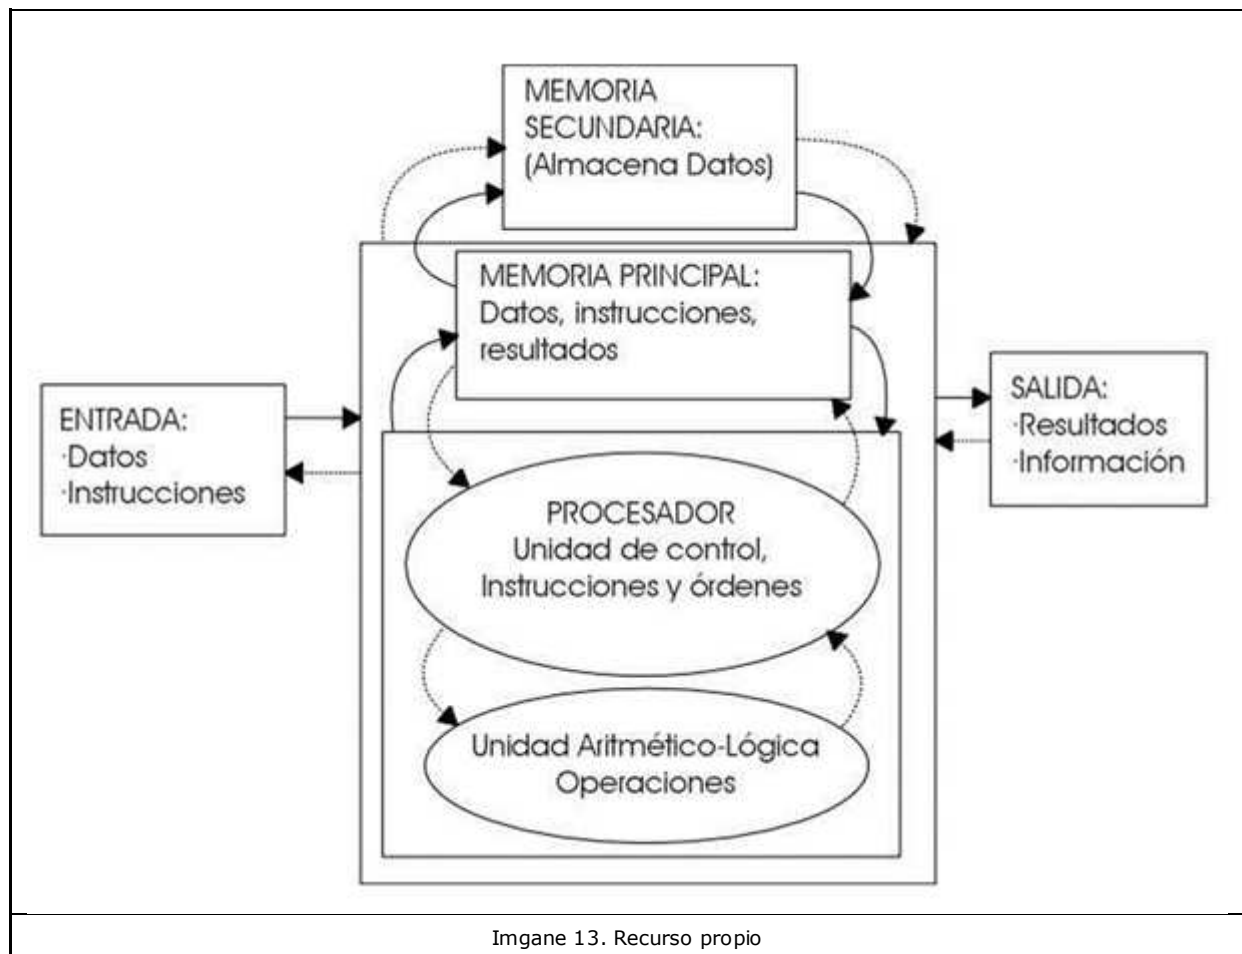 MEMORIA
SECUNDARIA:
(Almacena Datos)
MEMORIA PRINCIPAL:
Datos, instrucciones,
resultados
ENTRADA:
·Datos
·Instrucciones
SALIDA:
·Resultados
·Información
PROCESADOR
Unidad de control,
Instrucciones y órdenes
Unidad Aritmético-Lógica
Operaciones
Imgane 13. Recurso propio